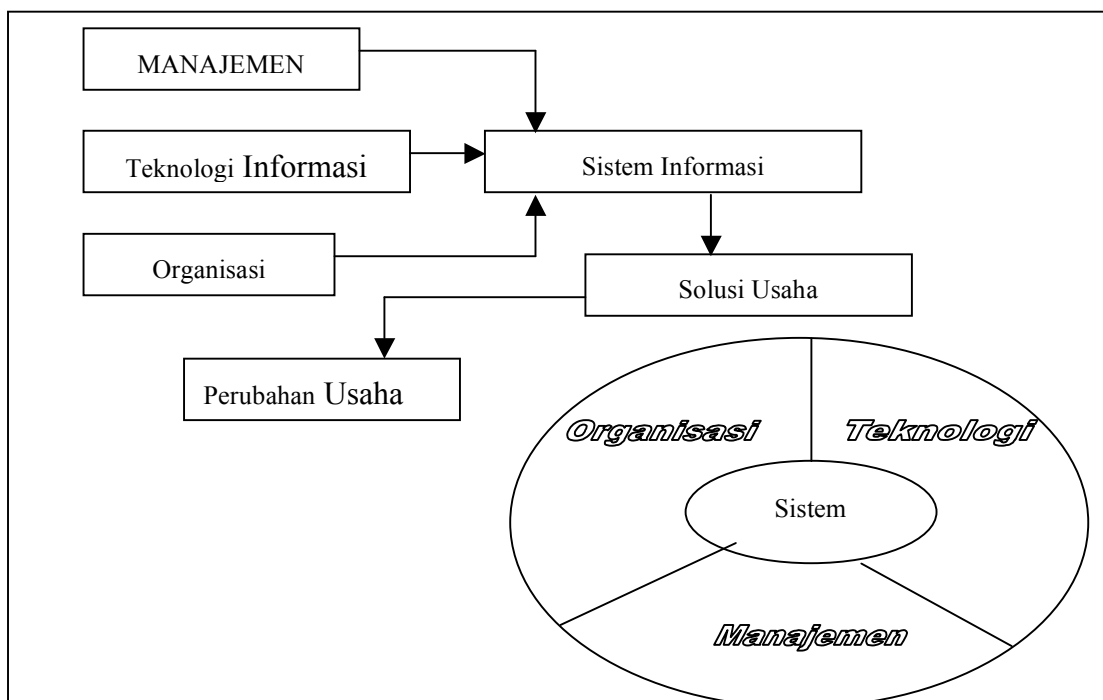 MANAJEMEN
Teknologi Informasi
Sistem Informasi
Organisasi
Solusi Usaha
Perubahan Usaha
Organisasi
Teknologi
Sistem
Manajemen